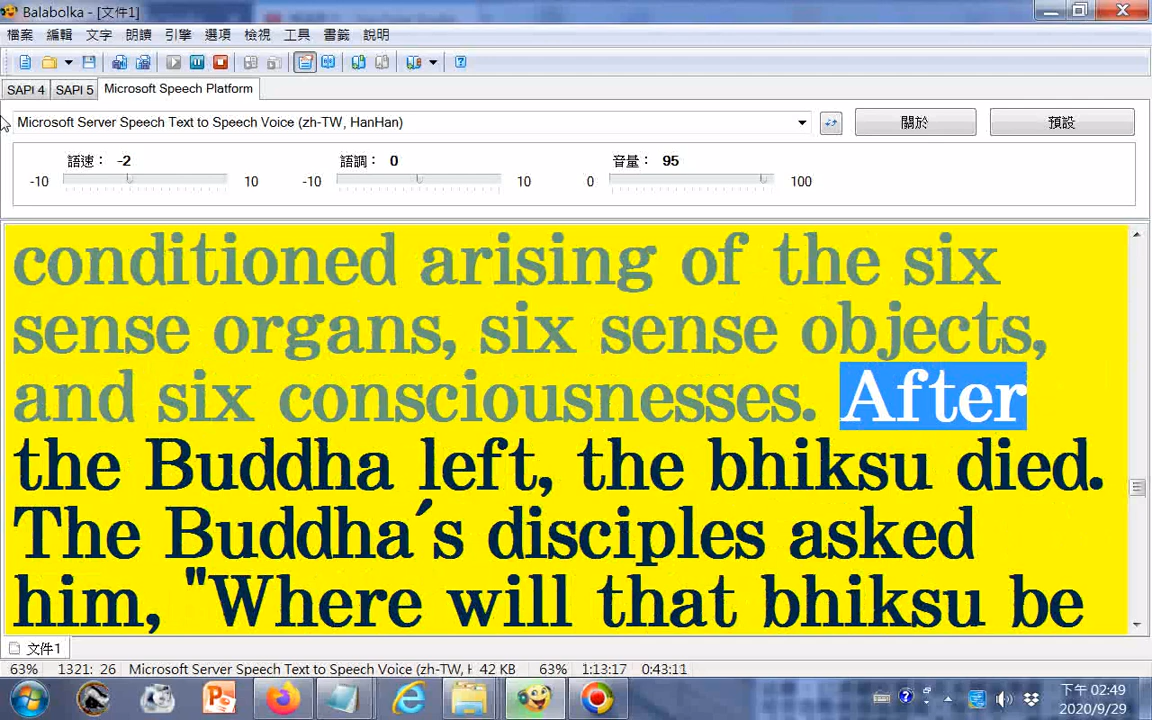 Balabolka - [文件1]
檔案 編輯 文字 朗讀 引擎 選項 檢視 工具 書籤 說明
SAPI 4 SAPI 5 Microsoft Speech Platform
Microsoft Server Speech Text to Speech Voice (zh-TW, HanHan) 關於 預設
語速： -2 語調： 0 音量： 95
-10 10 -10 10 0 100
conditioned arising of the six
sense organs, six sense objects,
and six consciousnesses. After
the Buddha left, the bhiksu died.
The Buddha´s disciples asked
him, "Where will that bhiksu be
文件1
63% 1321: 26 Microsoft Server Speech Text to Speech Voice (zh-TW, H 42 KB 63% 1:13:17 0:43:11
下午 02:49
2020/9/29